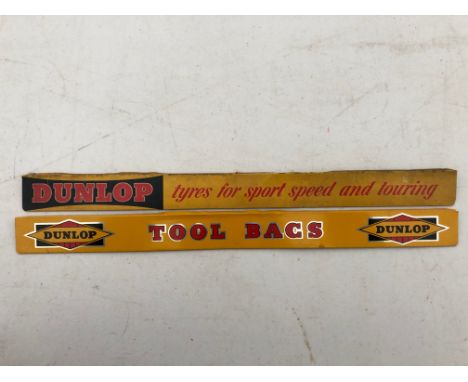 DUNLOP tyres for sport speed and touring
DUNLOP TOOL BAGS DUNLOP